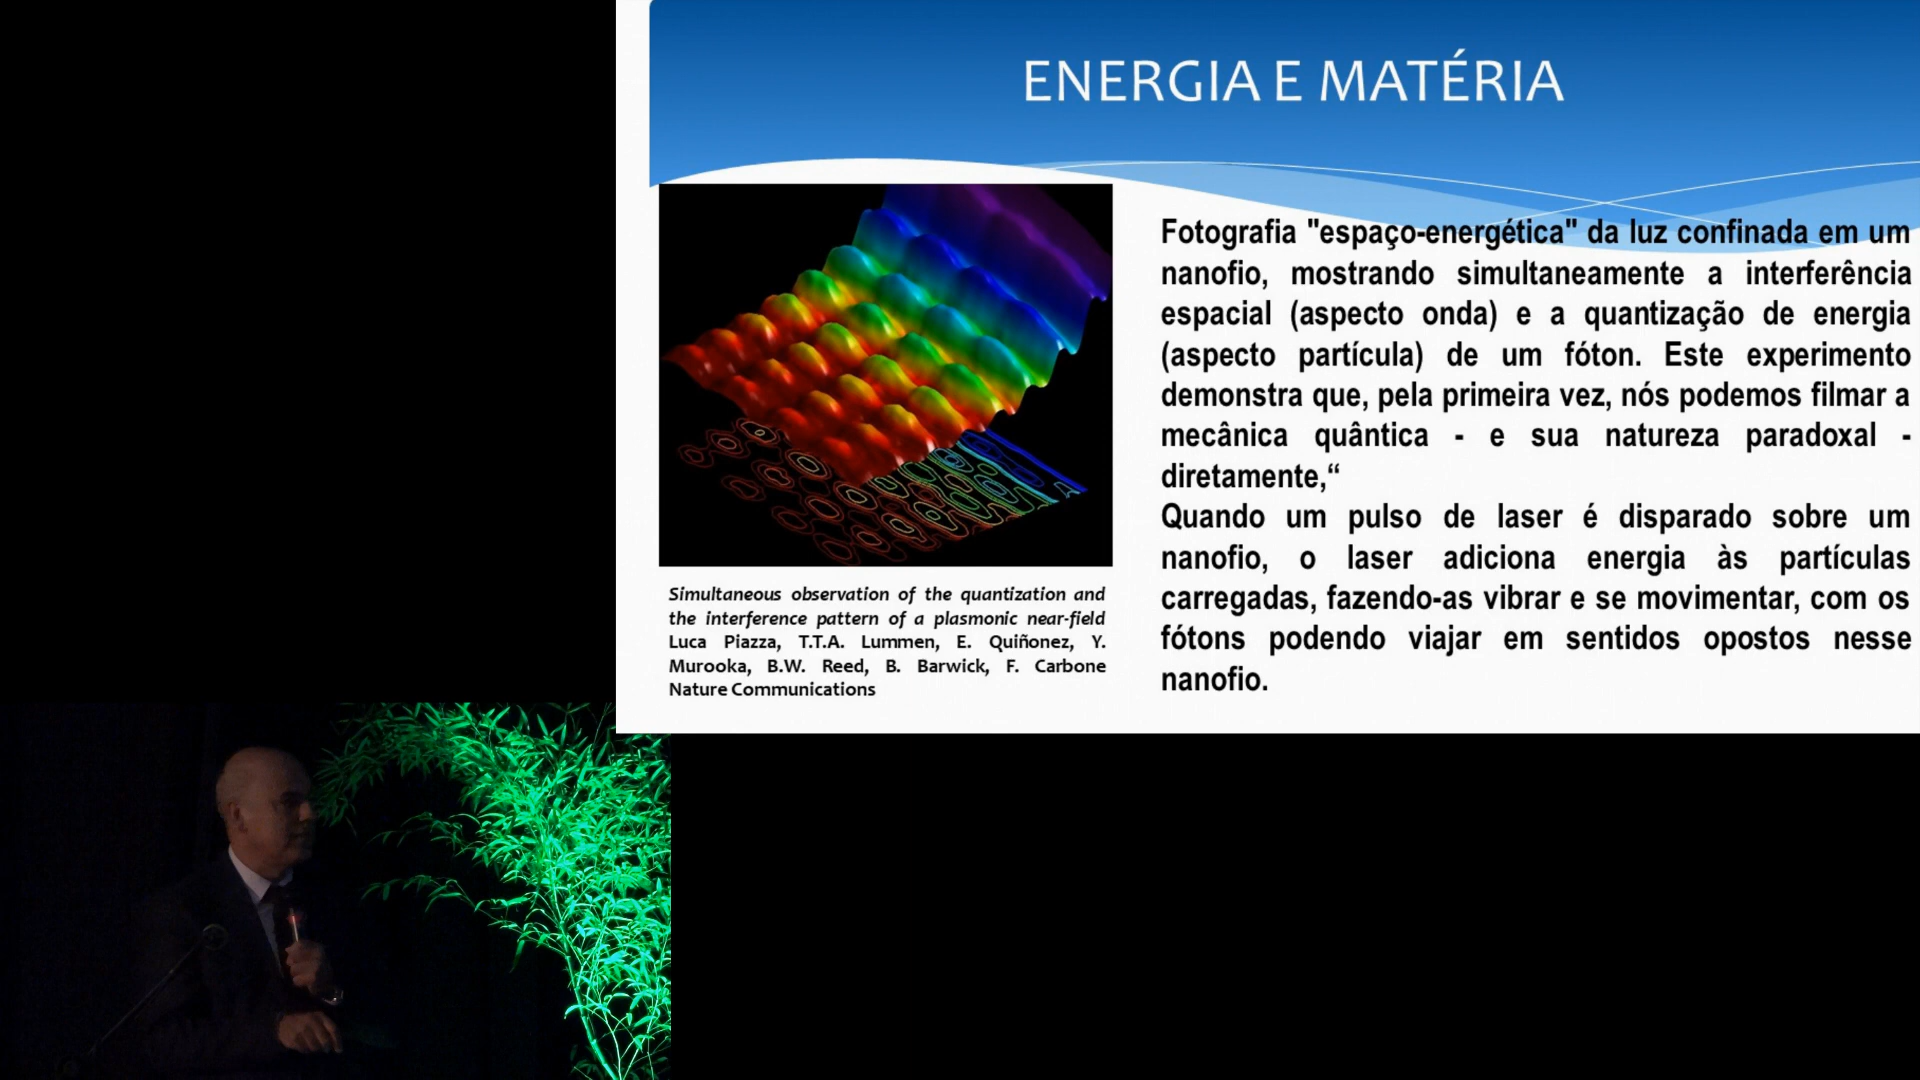 ENERGIA E MATÉRIA
Fotografia "espaço-energética" da luz confinada em um
nanofio, mostrando simultaneamente a interferência
espacial (aspecto onda) e a quantização de energia
(aspecto partícula) de um fóton. Este experimento
demonstra que, pela primeira vez, nós podemos filmar a
mecânica quântica - e sua natureza paradoxal -
diretamente,“
Quando um pulso de laser é disparado sobre um
nanofio, o laser adiciona energia às partículas
carregadas, fazendo-as vibrar e se movimentar, com os
fótons podendo viajar em sentidos opostos nesse
nanofio.
Simultaneous observation of the quantization and
the interference pattern of a plasmonic near-field
Luca Piazza, T.T.A. Lummen, E. Quiñonez, Y.
Murooka, B.W. Reed, B. Barwick, F. Carbone
Nature Communications